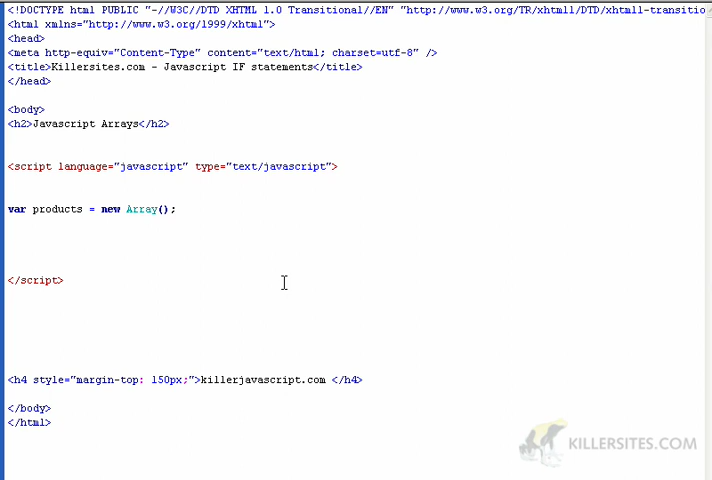 <!DOCTYPE html PUBLIC "-//W3C//DTD XHTML 1.0 Transitional//EN" "http://www.w3.org/TR/xhtml1/DTD/xhtml1-transitio
<html xmlns="http://www.w3.org/1999/xhtml">
<head>
<meta http-equiv="Content-Type" content="text/html; charset=utf-8" />
<title>Killersites.com - Javascript IF statements</title>
</head>
<body>
<h2>Javascript Arrays</h2>
<script language="javascript" type="text/javascript">
var products = new Array();
</script>
<h4 style="margin-top: 150px;">killerjavascript.com </h4>
</body>
</html>
KILLERSITES.COM